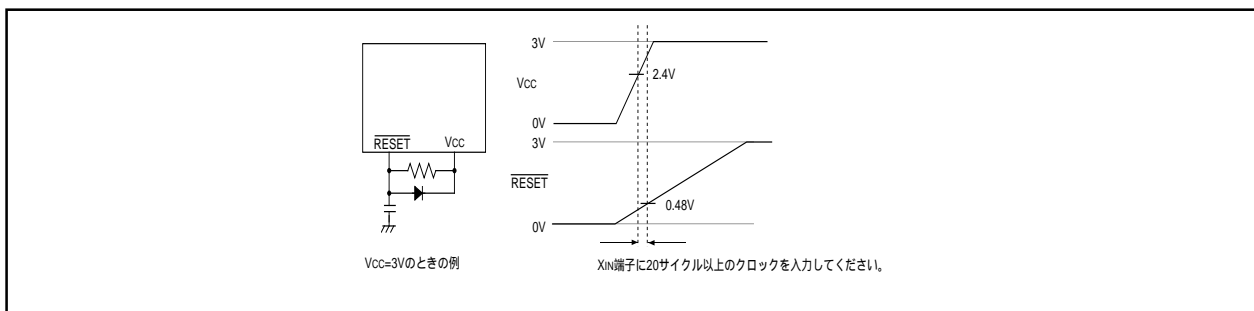 RESET
Vcc
Vcc=3Vのときの例
3V
Vcc
2.4V
0V
3V
RESET
0.48V
0V
XIN端子に20サイクル以上のクロックを入力してください。